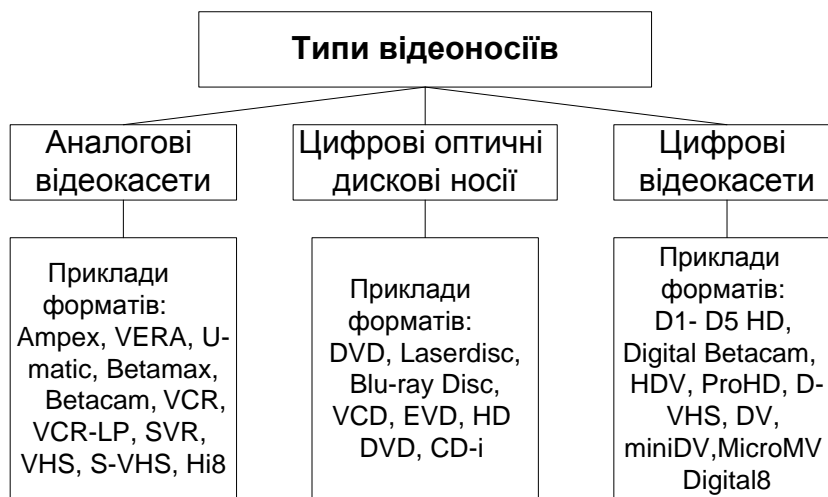 Типи відеоносіїв
Аналогові
відеокасети
Цифрові оптичні
дискові носії
Цифрові
відеокасети
Приклади
форматів:
Ampex, VERA, U-
matic, Betamax,
Betacam, VCR,
VCR-LP, SVR,
VHS, S-VHS, Hi8
Приклади
форматів:
DVD, Laserdisc,
Blu-ray Disc,
VCD, EVD, HD
DVD, CD-i
Приклади
форматів:
D1- D5 HD,
Digital Betacam,
HDV, ProHD, D-
VHS, DV,
miniDV,MicroMV
Digital8